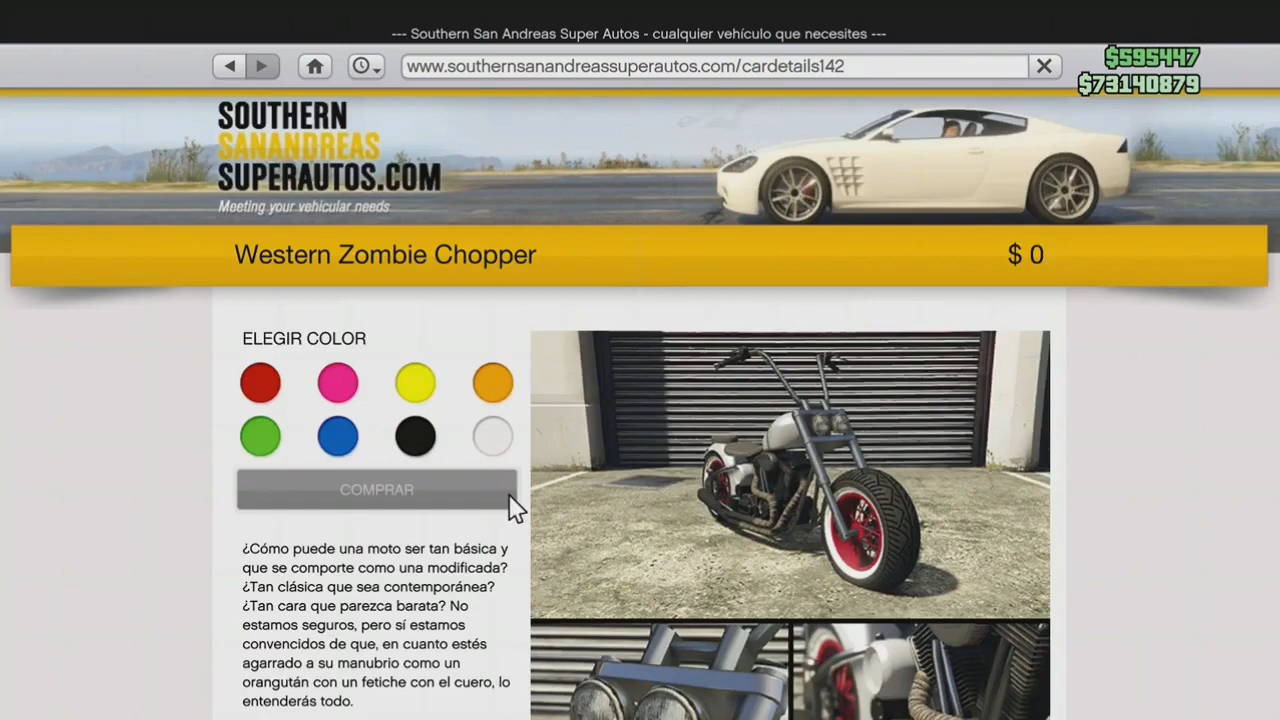 --- Southern San Andreas Super Autos - cualquier vehículo que necesites ---
www.southernsanandreassuperautos.com/cardetails142
$595447
$73140879
SOUTHERN
SANANDREAS
SUPERAUTOS.COM
Meeting your vehicular needs
Western Zombie Chopper
$ 0
ELEGIR COLOR
COMPRAR
¿Cómo puede una moto ser tan básica y
que se comporte como una modificada?
¿Tan clásica que sea contemporánea?
¿Tan cara que parezca barata? No
estamos seguros, pero sí estamos
convencidos de que, en cuanto estés
agarrado a su manubrio como un
orangután con un fetiche con el cuero, lo
entenderás todo.